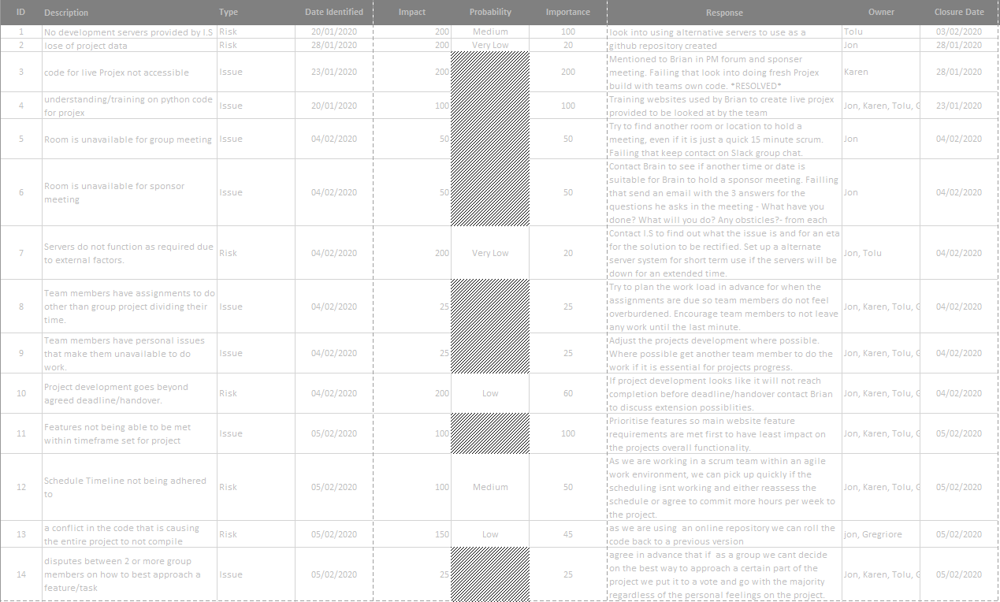 ID Description Type Date Identified Impact Probability Importance Response Owner Closure Date
1 No development servers provided by I.S Risk 20/01/2020 200 Medium 100 look into using alternative servers to use as a Tolu 03/02/2020
2 lose of project data Risk 28/01/2020 200 Very Low 20 github repository created Jon 28/01/2020
Mentioned to Brian in PM forum and sponser
3 code for live Projex not accessible Issue 23/01/2020 200 200 meeting. Failing that look into doing fresh Projex Karen 28/01/2020
build with teams own code. *RESOLVED*
understanding/training on python code
for projex
4 Issue 20/01/2020 100 100 Training websites used by Brian to create live projex Jon, Karen, Tolu, G 23/01/2020
provided to be looked at by the team
Try to find another room or location to hold a
5 Room is unavailable for group meeting Issue 04/02/2020 50 50 meeting, even if it is just a quick 15 minute scrum. Jon 04/02/2020
Failing that keep contact on Slack group chat.
Contact Brain to see if another time or date is
suitable for Brain to hold a sponsor meeting. Failling
6 Room is unavailable for sponsor Issue 04/02/2020 50 50 that send an email with the 3 answers for the Jon 04/02/2020
meeting questions he asks in the meeting - What have you
done? What will you do? Any obsticles?- from each
Contact I.S to find out what the issue is and for an eta
7 Servers do not function as required due Risk 04/02/2020 200 Very Low 20 for the solution to be rectified. Set up a alternate Jon, Tolu 04/02/2020
to external factors. server system for short term use if the servers will be
down for an extended time.
Try to plan the work load in advance for when the
Team members have assignments to do
8 other than group project dividing their Issue 04/02/2020 25 25 assignments are due so team members do not feel Jon, Karen, Tolu, G 04/02/2020
time. overburdened. Encourage team members to not leave
any work until the last minute.
Team members have personal issues Adjust the projects development where possible.
9 that make them unavailable to do Issue 04/02/2020 25 25 Where possible get another team member to do the Jon, Karen, Tolu, G 04/02/2020
work. work if it is essential for projects progress.
If project development looks like it will not reach
10 Project development goes beyond Risk 04/02/2020 200 Low 60 completion before deadline/handover contact Brian Jon, Karen, Tolu, G 04/02/2020
agreed deadline/handover. to discuss extension possiblities.
Prioritise features so main website feature
11 Features not being able to be met Issue 05/02/2020 100 100 requirements are met first to have least impact on Jon, Karen, Tolu, G 05/02/2020
within timeframe set for project the projects overall functionality.
As we are working in a scrum team within an agile
work environment, we can pick up quickly if the
12 Schedule Timeline not being adhered Risk 05/02/2020 100 Medium 50 scheduling isnt working and either reassess the Jon, Karen, Tolu, G 05/02/2020
to schedule or agree to commit more hours per week to
the project.
13 a conflict in the code that is causing Risk 05/02/2020 150 Low 45 as we are using an online repository we can roll the jon, Gregriore 05/02/2020
the entire project to not compile code back to a previous version
agree in advance that if as a group we cant decide
disputes between 2 or more group on the best way to approach a certain part of the
14 members on how to best approach a Issue 05/02/2020 25 25 project we put it to a vote and go with the majority Jon, Karen, Tolu, G 05/02/2020
feature/task regardless of the personal feelings on the project.